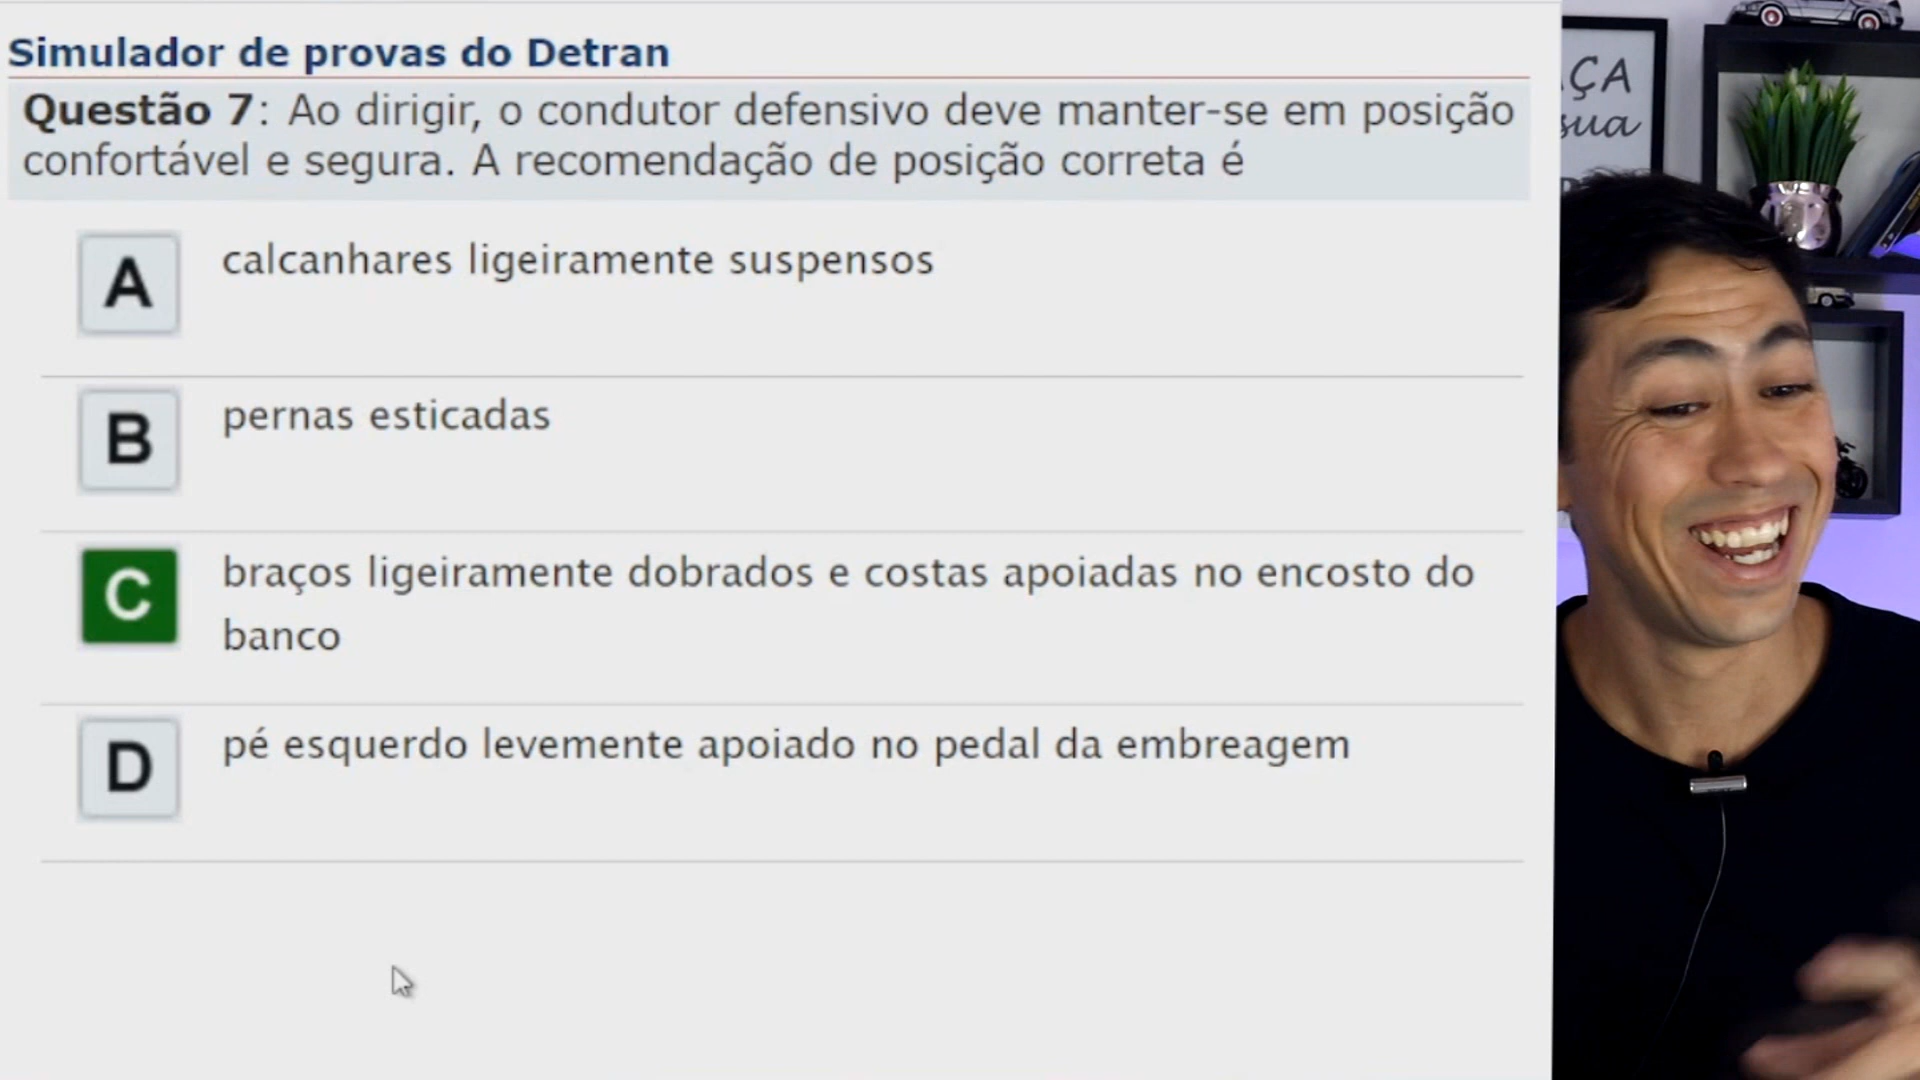 Simulador de provas do Detran
Questão 7: Ao dirigir, o condutor defensivo deve manter-se em posição
confortável e segura. A recomendação de posição correta é
A
calcanhares ligeiramente suspensos
B
pernas esticadas
C
braços ligeiramente dobrados e costas apoiadas no encosto do
banco
D
pé esquerdo levemente apoiado no pedal da embreagem
sua